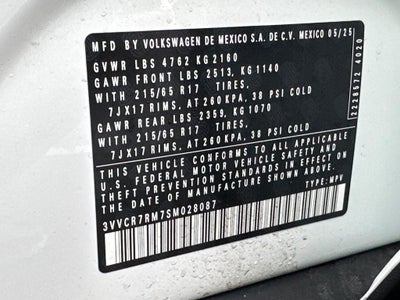 MFD BY VOLKSWAGEN DE MEXICO S.A. DE C.V. MEXICO 05/25
GVWR LBS 4762 KG 2160
GAWR FRONT LBS 2513, KG 1140
WITH 215/65 R17 TIRES,
7JX17 RIMS, AT 260 KPA, 38 PSI COLD
GAWR REAR LBS 2359, KG 1070
WITH 215/65 R17 TIRES,
7JX17 RIMS, AT 260 KPA, 38 PSI COLD
THIS VEHICLE CONFORMS TO ALL APPLICABLE
U.S. FEDERAL MOTOR VEHICLE SAFETY AND
THEFT PREVENTION STANDARDS IN EFFECT ON
THE DATE OF MANUFACTURE SHOWN ABOVE
3VVCR7RM7SM028087 TYPE: MPV
2228572 4020